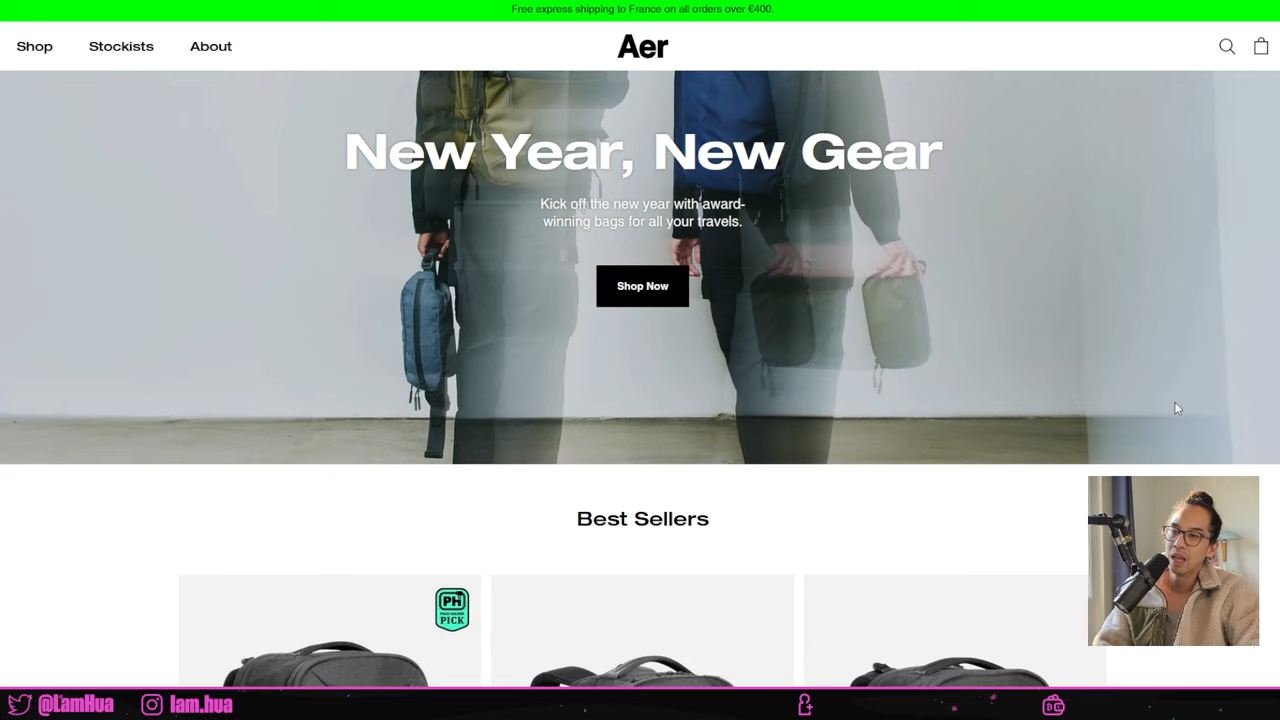 Free express shipping to France on all orders over €400.
Shop
Stockists
About
Aer
New Year, New Gear
Kick off the new year with award-
winning bags for all your travels.
Shop Now
Best Sellers
PH
PACK HACKER
PICK
@LamHua
lam.hua